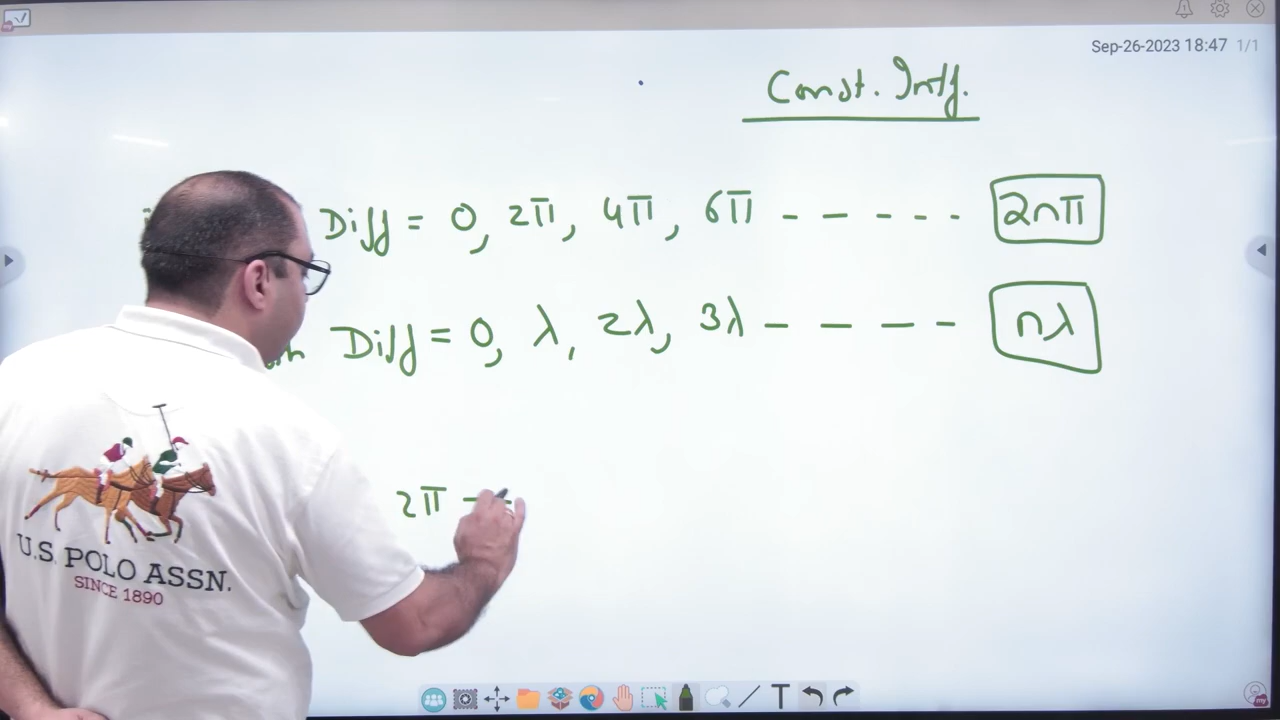 Sep-26-2023 18:47 1/1
Const. Intf.
Diff = 0, 2π, 4π, 6π - - - - - 2nπ
Diff = 0, λ, 2λ, 3λ - - - - nλ
2π
U.S. POLO ASSN.
SINCE 1890
T